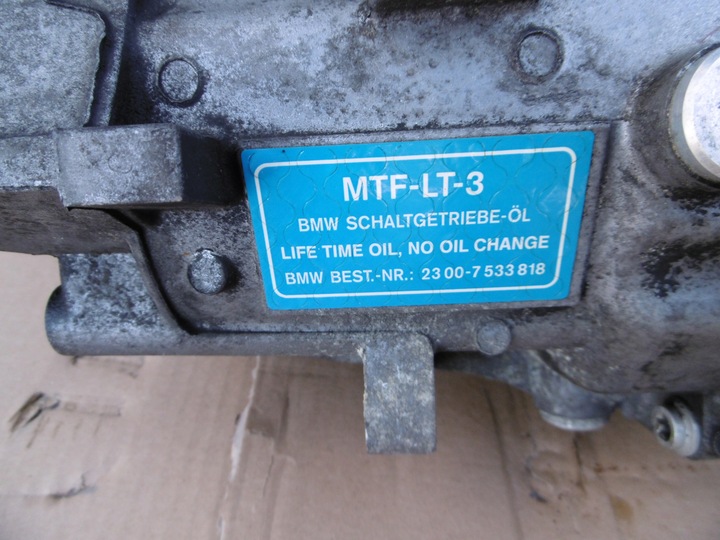 MTF-LT-3
BMW SCHALTGETRIEBE-ÖL
LIFE TIME OIL, NO OIL CHANGE
BMW BEST.-NR.: 23 00-7 533 818